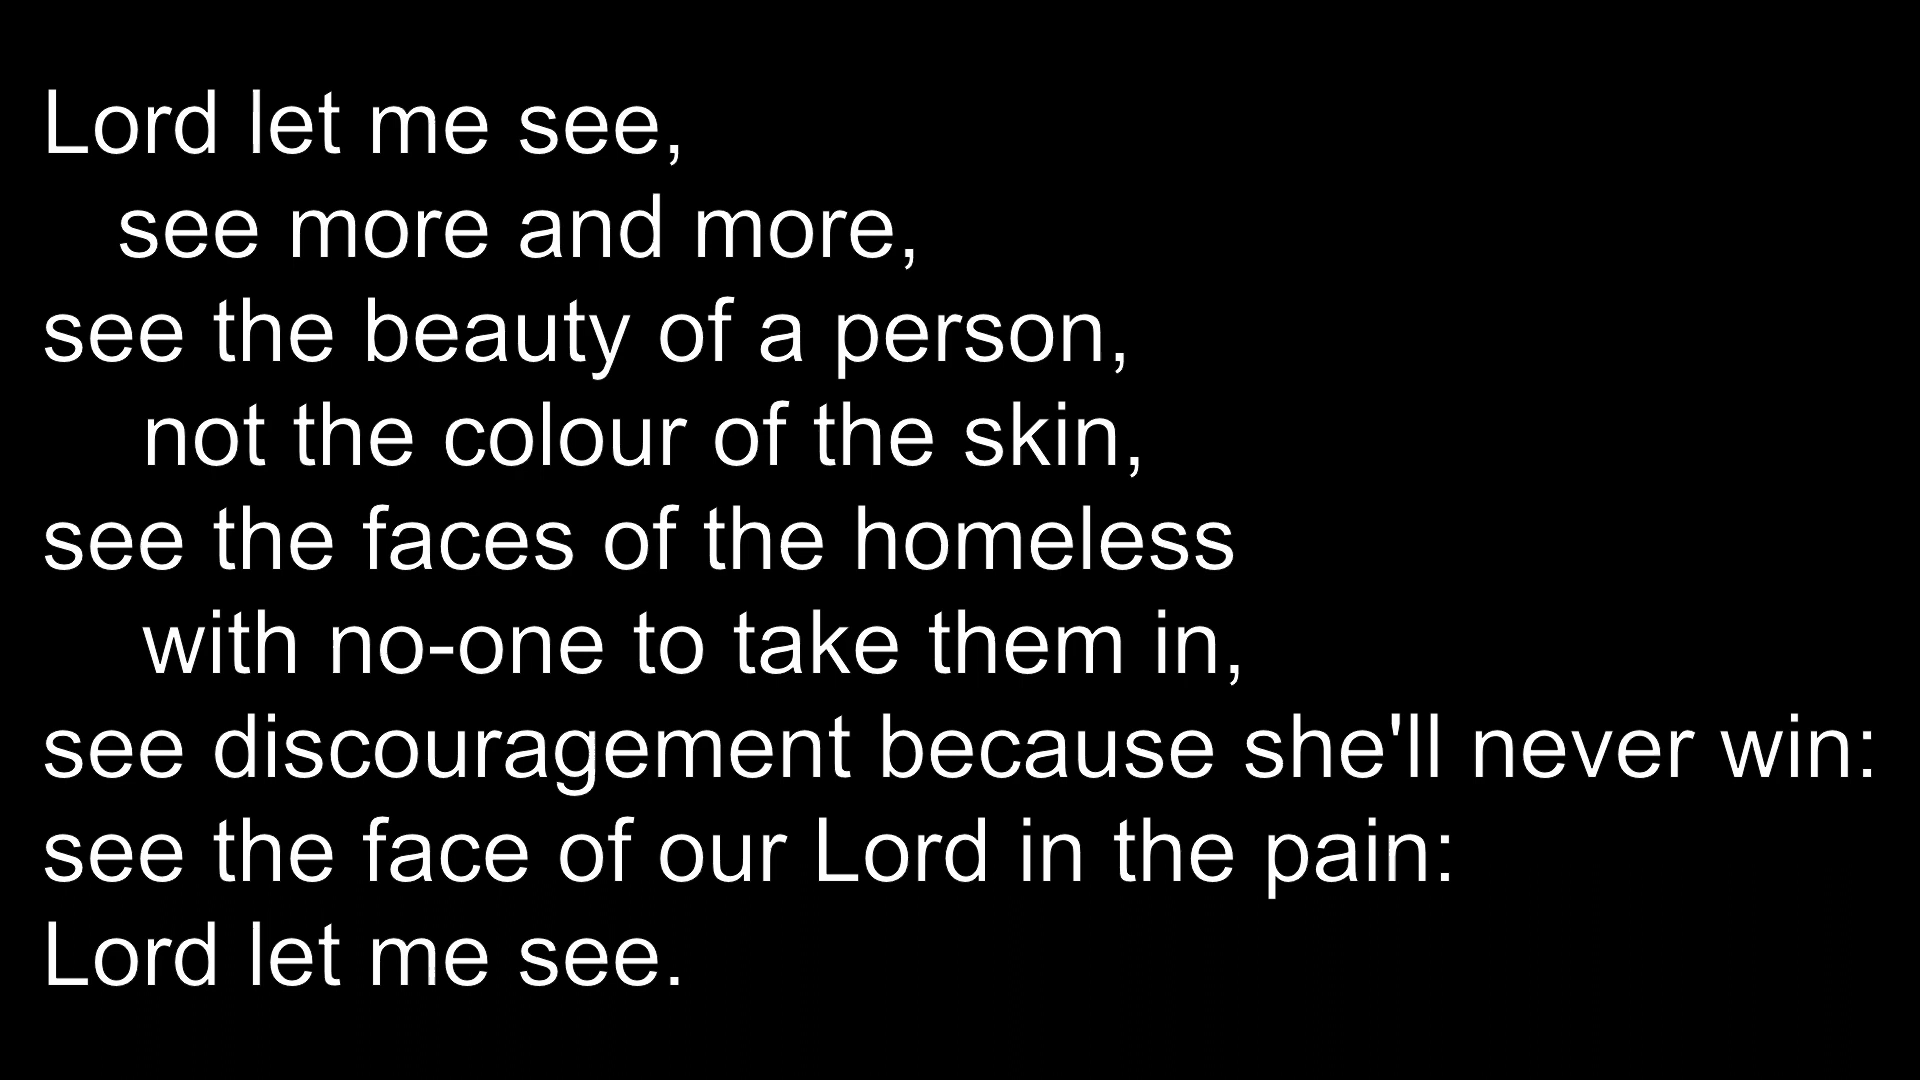 Lord let me see,
see more and more,
see the beauty of a person,
not the colour of the skin,
see the faces of the homeless
with no-one to take them in,
see discouragement because she'll never win:
see the face of our Lord in the pain:
Lord let me see.